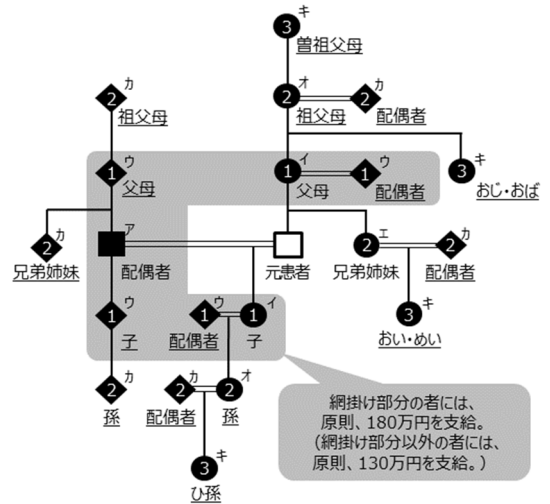 キ
3
曽祖父母
カ
2
祖父母
オ
2
祖父母
カ
2
配偶者
ウ
1
父母
イ
1
父母
ウ
1
配偶者
キ
3
おじ・おば
カ
2
兄弟姉妹
ア
配偶者
元患者
エ
2
兄弟姉妹
カ
2
配偶者
ウ
1
子
ウ
1
配偶者
イ
1
子
キ
3
おい・めい
カ
2
孫
カ
2
配偶者
オ
2
孫
キ
3
ひ孫
網掛け部分の者には、
原則、180万円を支給。
（網掛け部分以外の者には、
原則、130万円を支給。）